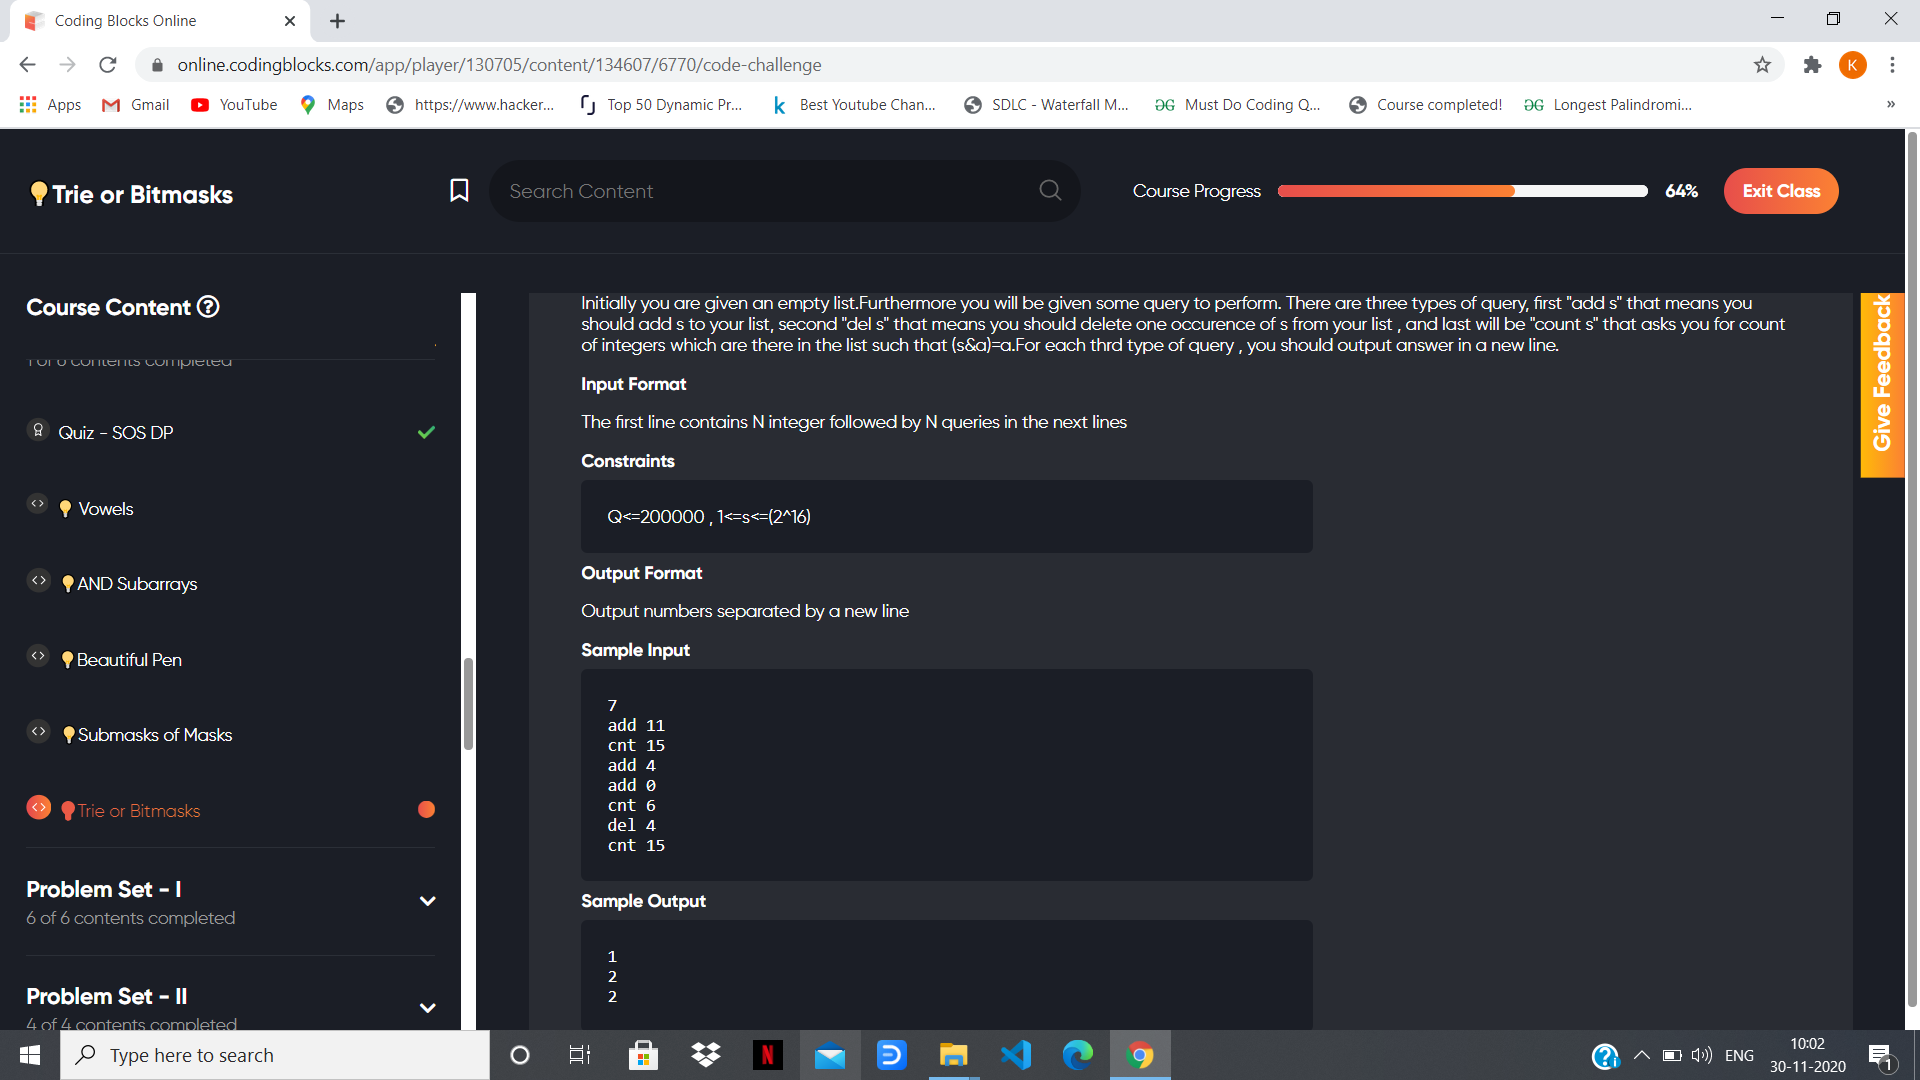 Coding Blocks Online
online.codingblocks.com/app/player/130705/content/134607/6770/code-challenge
K
Apps Gmail YouTube Maps https://www.hacker... Top 50 Dynamic Pr... Best Youtube Chan... SDLC - Waterfall M... Must Do Coding Q... Course completed! Longest Palindromi... »
Trie or Bitmasks
Search Content
Course Progress 64% Exit Class
Course Content
1 of 6 contents completed
Quiz - SOS DP
Vowels
AND Subarrays
Beautiful Pen
Submasks of Masks
Trie or Bitmasks
Problem Set - I
6 of 6 contents completed
Problem Set - II
4 of 4 contents completed
Initially you are given an empty list.Furthermore you will be given some query to perform. There are three types of query, first "add s" that means you
should add s to your list, second "del s" that means you should delete one occurence of s from your list , and last will be "count s" that asks you for count
of integers which are there in the list such that (s&a)=a.For each thrd type of query , you should output answer in a new line.
Input Format
The first line contains N integer followed by N queries in the next lines
Constraints
Q<=200000 , 1<=s<=(2^16)
Output Format
Output numbers separated by a new line
Sample Input
7
add 11
cnt 15
add 4
add 0
cnt 6
del 4
cnt 15
Sample Output
1
2
2
Give Feedback
Type here to search
ENG
10:02
30-11-2020
1